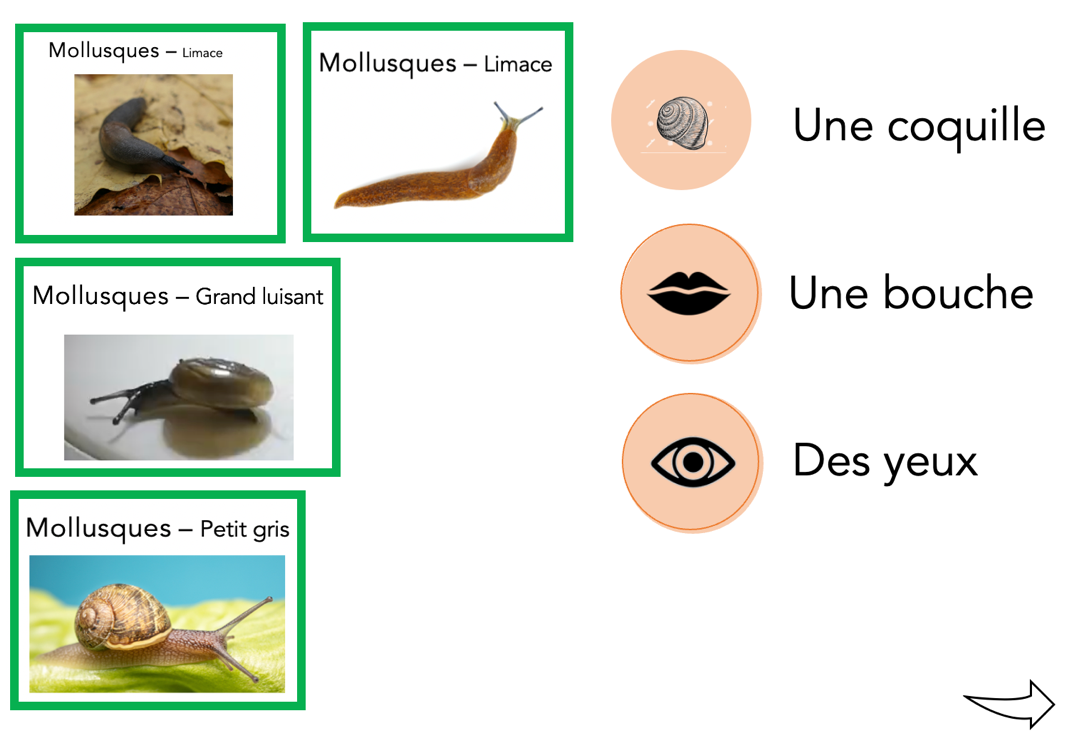 Mollusques – Limace
Mollusques – Limace
Une coquille
Mollusques – Grand luisant
Une bouche
Des yeux
Mollusques – Petit gris